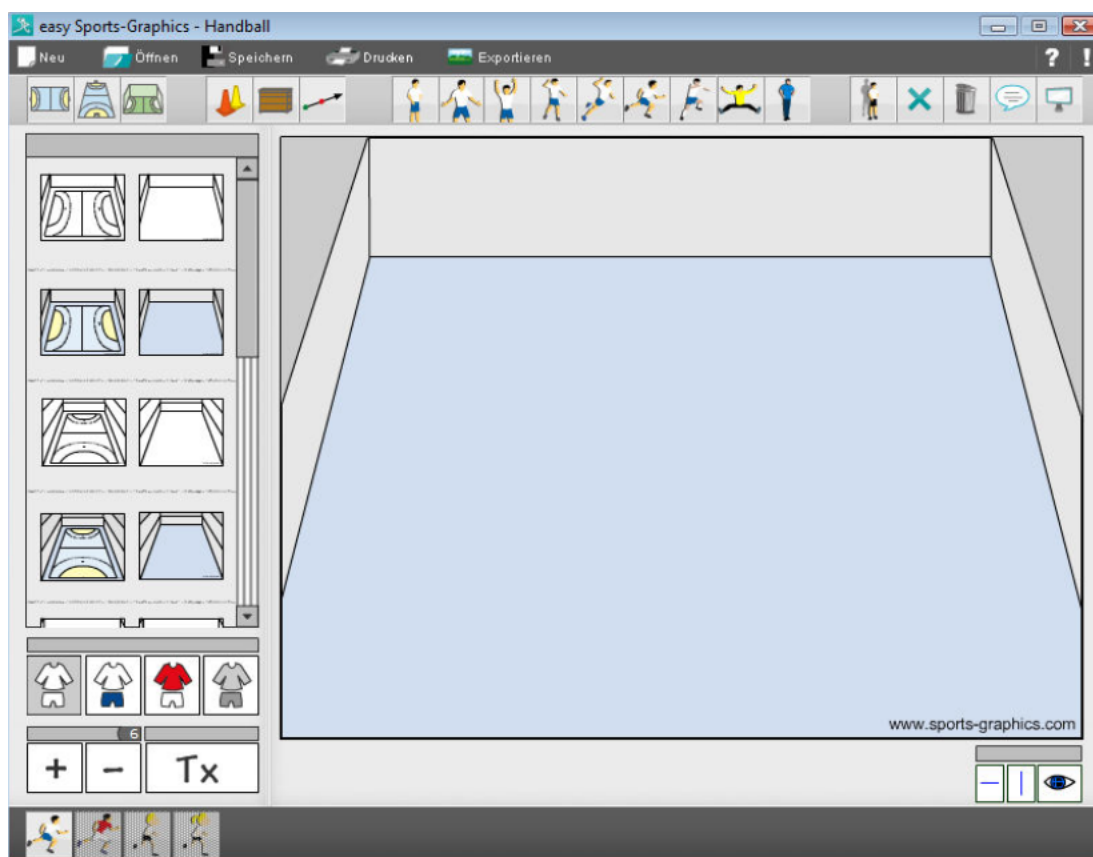 easy Sports-Graphics - Handball
Neu Öffnen Speichern Drucken Exportieren ? !
6
+ − Tx
www.sports-graphics.com